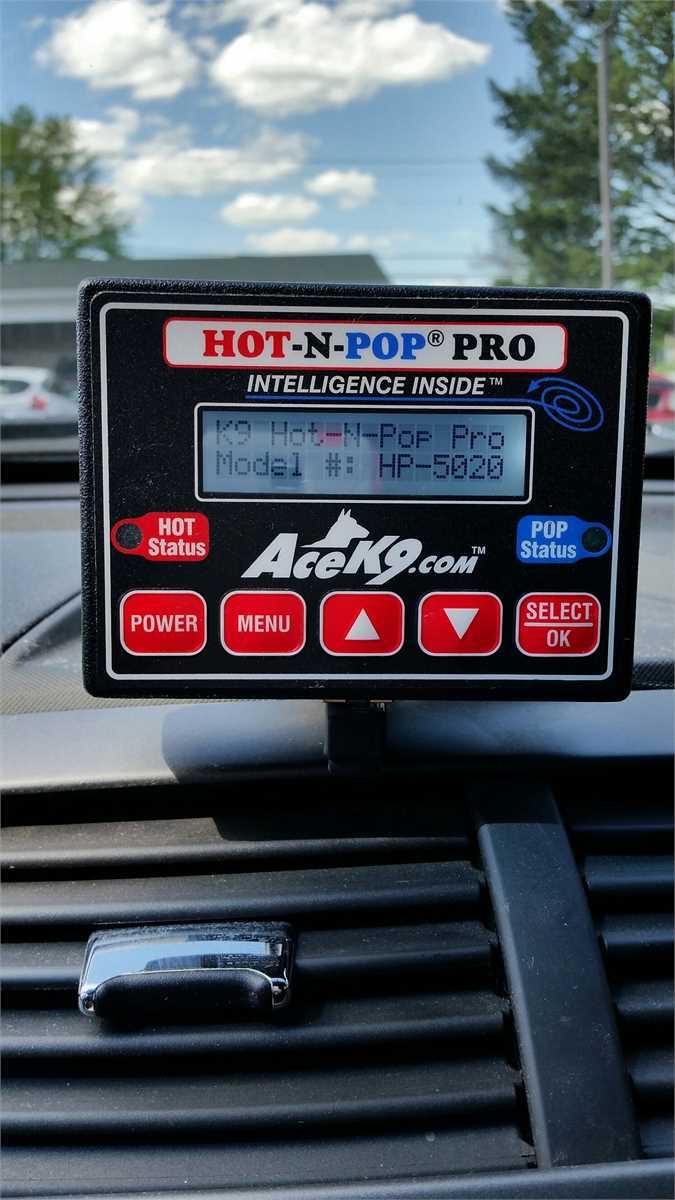 HOT-N-POP® PRO
INTELLIGENCE INSIDE™
K9 Hot-N-Pop Pro
Model #: HP-5020
HOT
Status
POP
Status
AceK9.com™
POWER
MENU
SELECT
OK